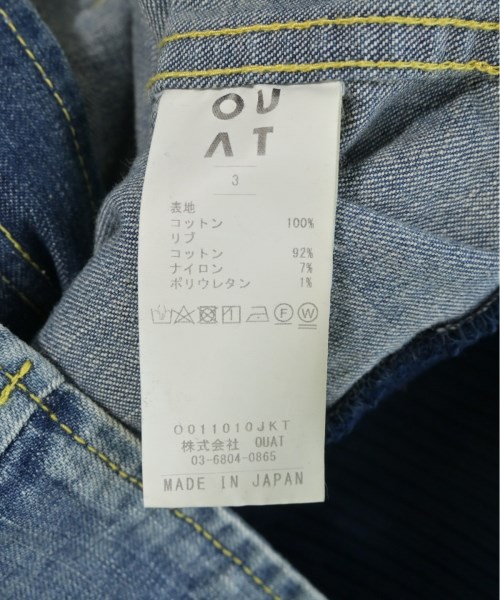 OU
AT
3
表地
コットン 100%
リブ
コットン 92%
ナイロン 7%
ポリウレタン 1%
F W
O011010JKT
株式会社 OUAT
03-6804-0865
MADE IN JAPAN